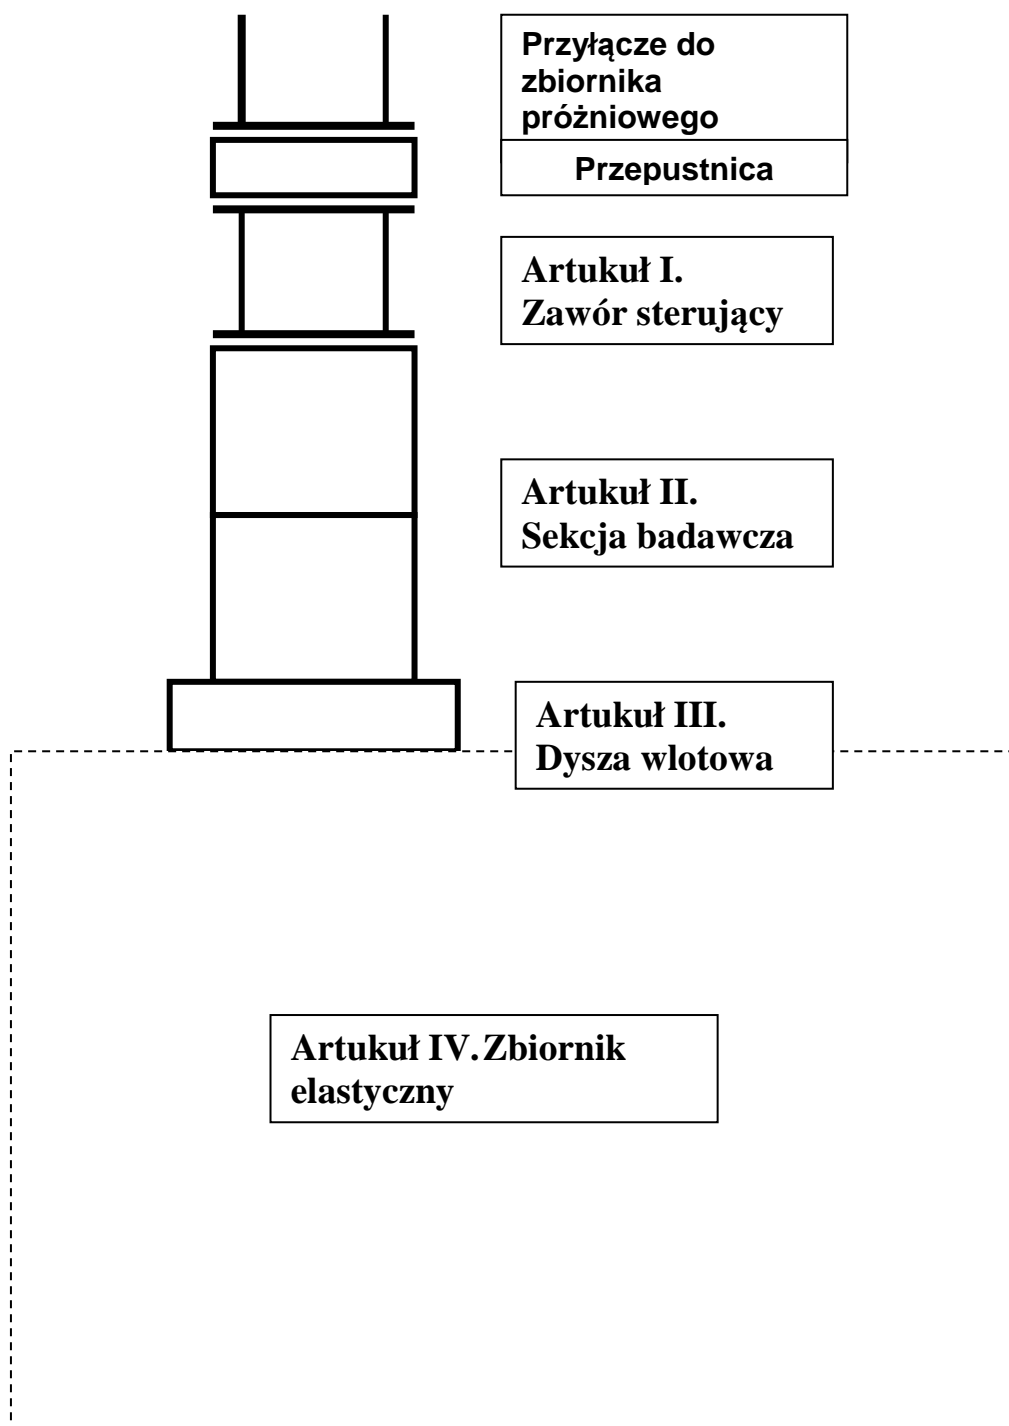 Przyłącze do
zbiornika
próżniowego
Przepustnica
Artukuł I.
Zawór sterujący
Artukuł II.
Sekcja badawcza
Artukuł III.
Dysza wlotowa
Artukuł IV. Zbiornik
elastyczny